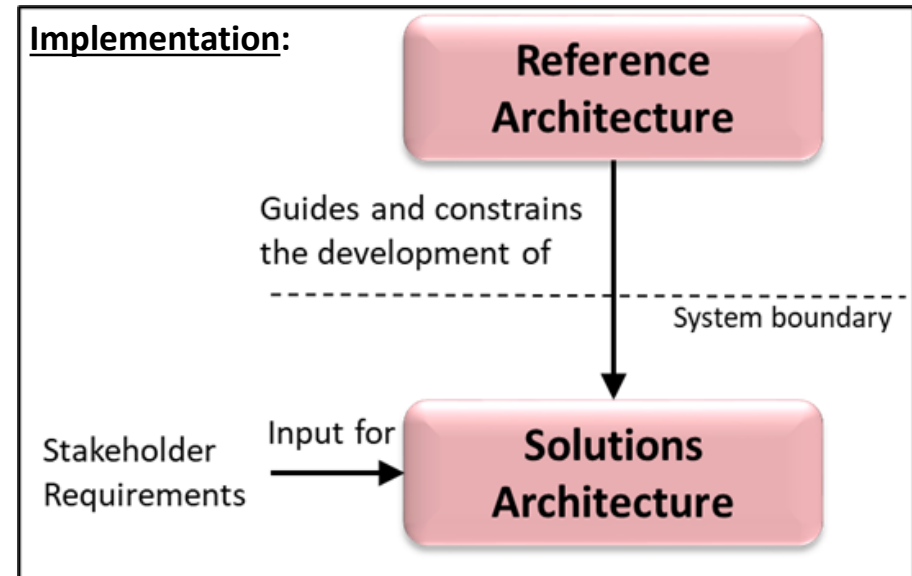 Implementation:
Reference
Architecture
Guides and constrains
the development of
System boundary
Stakeholder
Requirements
Input for
Solutions
Architecture